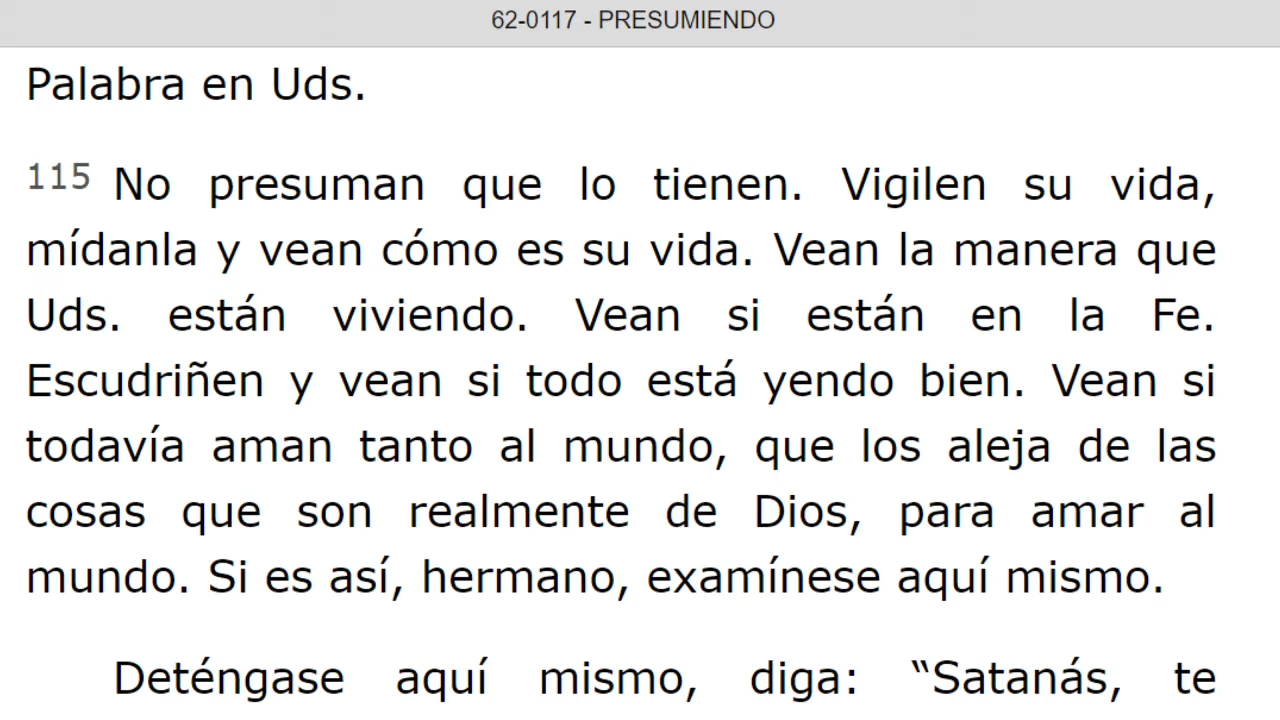 62-0117 - PRESUMIENDO
Palabra en Uds.
115 No presuman que lo tienen. Vigilen su vida,
mídanla y vean cómo es su vida. Vean la manera que
Uds. están viviendo. Vean si están en la Fe.
Escudriñen y vean si todo está yendo bien. Vean si
todavía aman tanto al mundo, que los aleja de las
cosas que son realmente de Dios, para amar al
mundo. Si es así, hermano, examínese aquí mismo.
Deténgase aquí mismo, diga: “Satanás, te